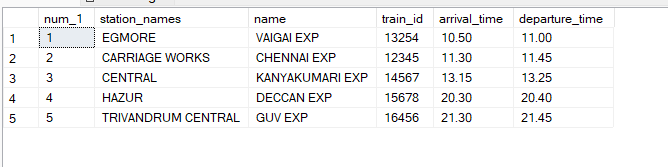 num_1 station_names name train_id arrival_time departure_time
1 1 EGMORE VAIGAI EXP 13254 10.50 11.00
2 2 CARRIAGE WORKS CHENNAI EXP 12345 11.30 11.45
3 3 CENTRAL KANYAKUMARI EXP 14567 13.15 13.25
4 4 HAZUR DECCAN EXP 15678 20.30 20.40
5 5 TRIVANDRUM CENTRAL GUV EXP 16456 21.30 21.45